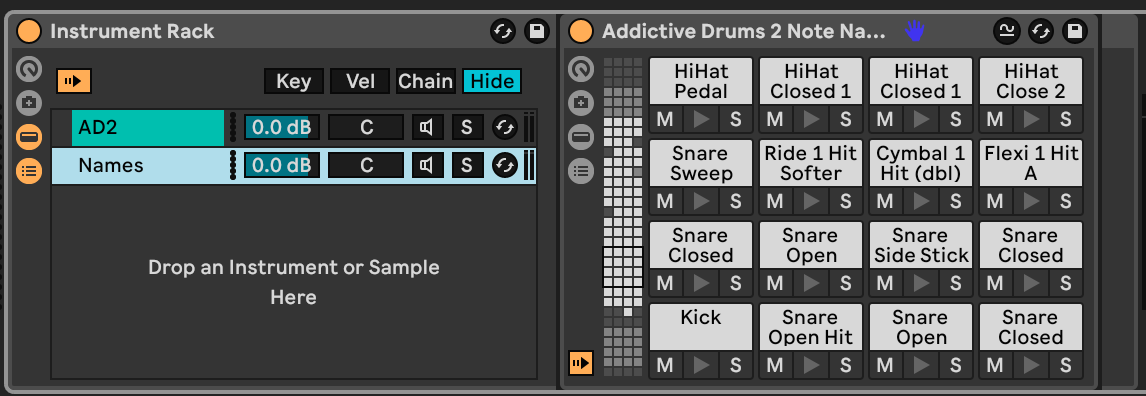 Instrument Rack
Key Vel Chain Hide
AD2 0.0 dB C S
Names 0.0 dB C S
Drop an Instrument or Sample
Here
Addictive Drums 2 Note Na...
HiHat Pedal
HiHat Closed 1
HiHat Closed 1
HiHat Close 2
M S M S M S M S
Snare Sweep
Ride 1 Hit Softer
Cymbal 1 Hit (dbl)
Flexi 1 Hit A
M S M S M S M S
Snare Closed
Snare Open
Snare Side Stick
Snare Closed
M S M S M S M S
Kick
Snare Open Hit
Snare Open
Snare Closed
M S M S M S M S